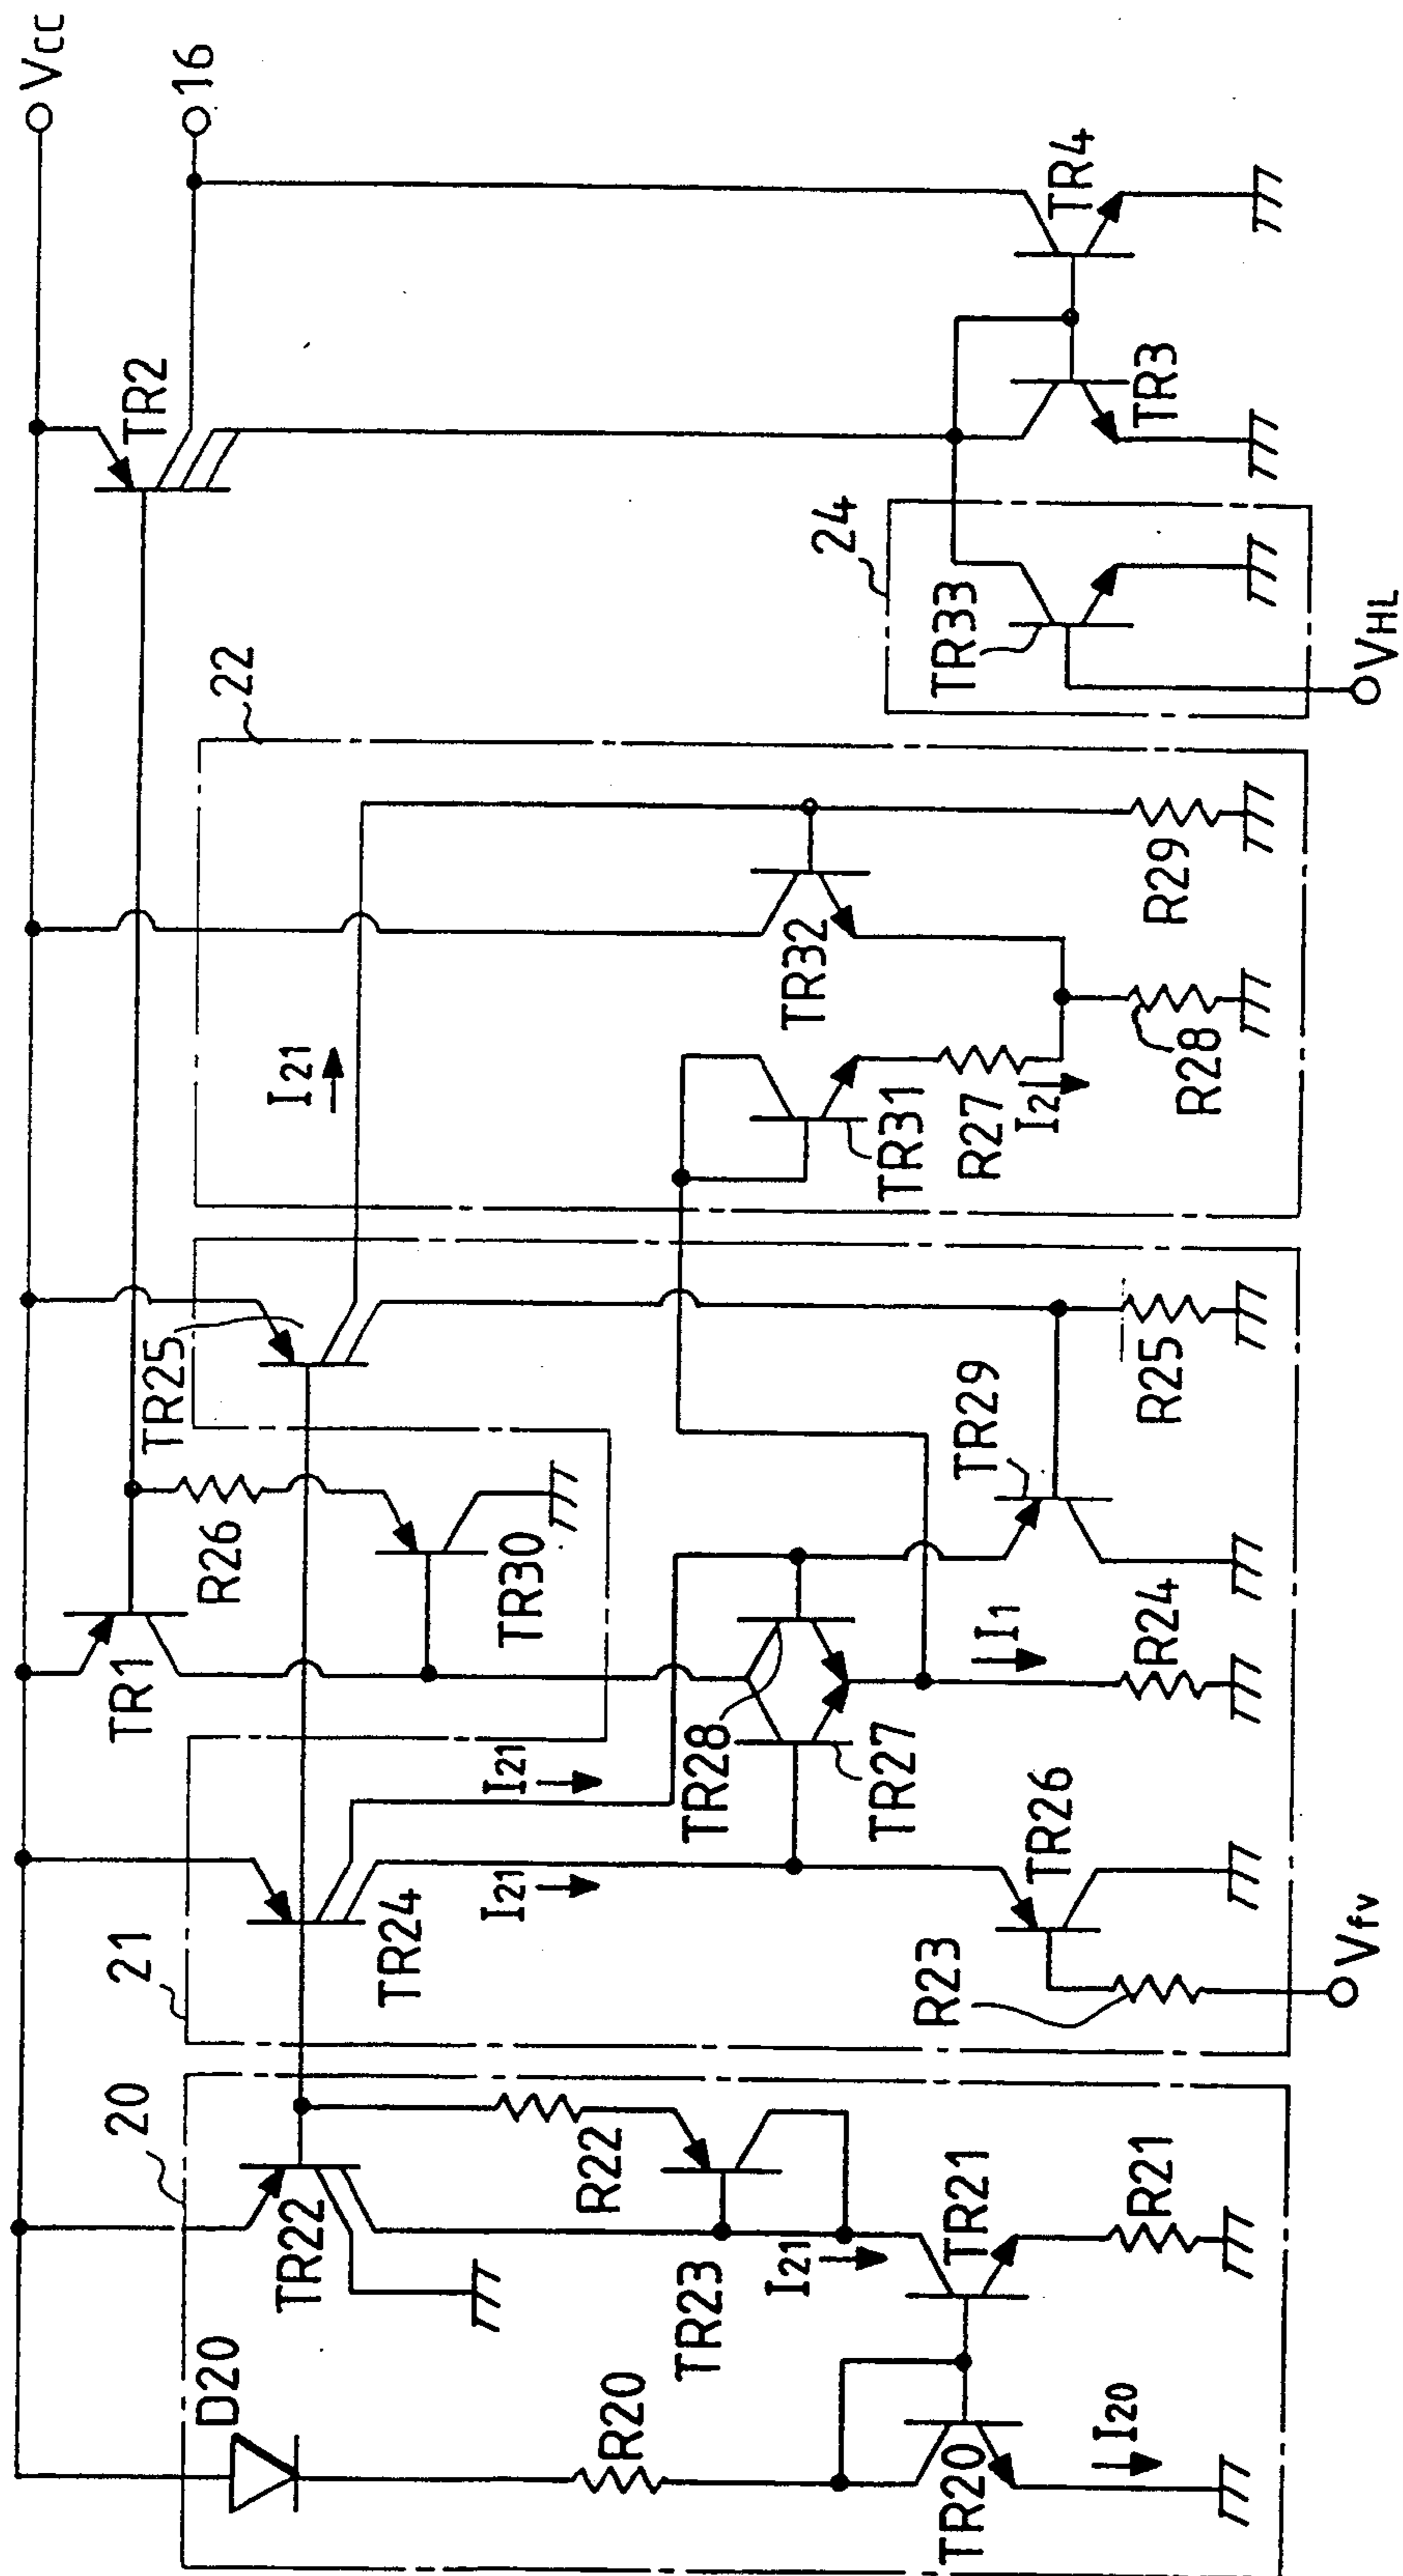 VCC
16
TR2
TR4
TR3
24
TR33
VHL
22
I21
TR32
R29
R28
TR31
R27
I2
TR25
R26
TR30
TR1
TR29
R25
I1
R24
TR28
TR27
I21
I21
TR24
TR26
R23
Vfv
21
20
TR22
R22
TR23
I21
TR21
R21
D20
R20
TR20
I20